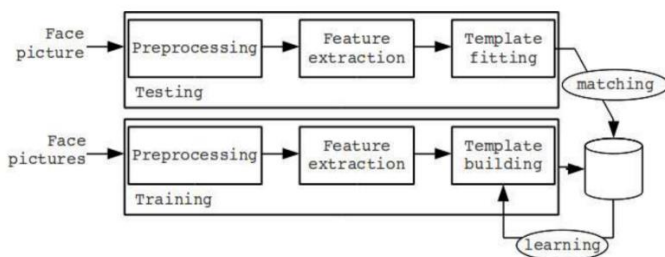 Face
picture
Preprocessing
Feature
extraction
Template
fitting
Testing
matching
Face
pictures
Preprocessing
Feature
extraction
Template
building
Training
learning